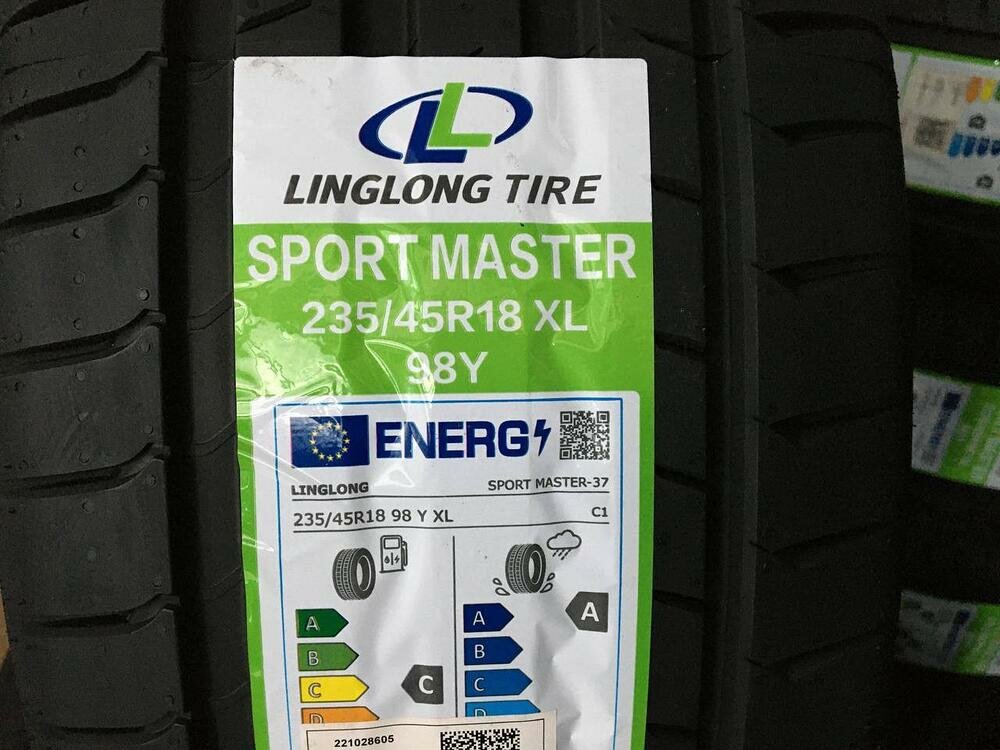 LINGLONG TIRE
SPORT MASTER
235/45R18 XL
98Y
ENERG
LINGLONG
SPORT MASTER-37
235/45R18 98 Y XL
C1
A
B
C
D
C
A
B
C
D
A
221028605